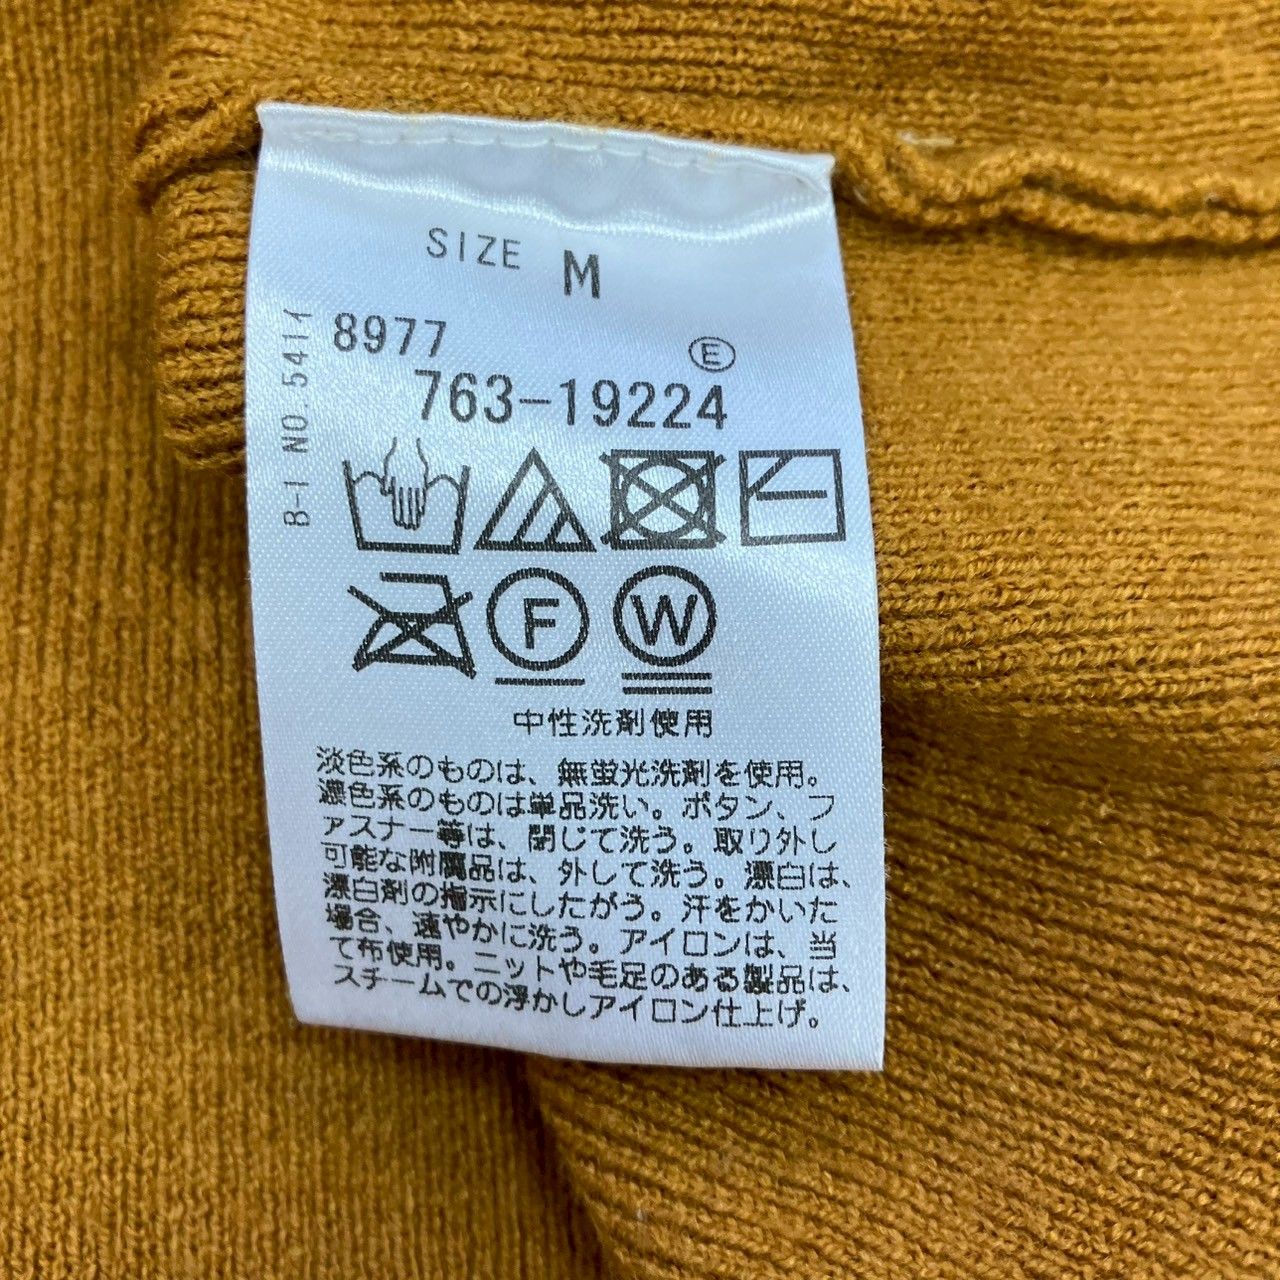 SIZE M
8977
E
763-19224
B-1 NO.541イ
F
W
中性洗剤使用
淡色系のものは、無蛍光洗剤を使用。
濃色系のものは単品洗い。ボタン、フ
ァスナー等は、閉じて洗う。取り外し
可能な附属品は、外して洗う。漂白は、
漂白剤の指示にしたがう。汗をかいた
場合、速やかに洗う。アイロンは、当
て布使用。ニットや毛足のある製品は、
スチームでの浮かしアイロン仕上げ。